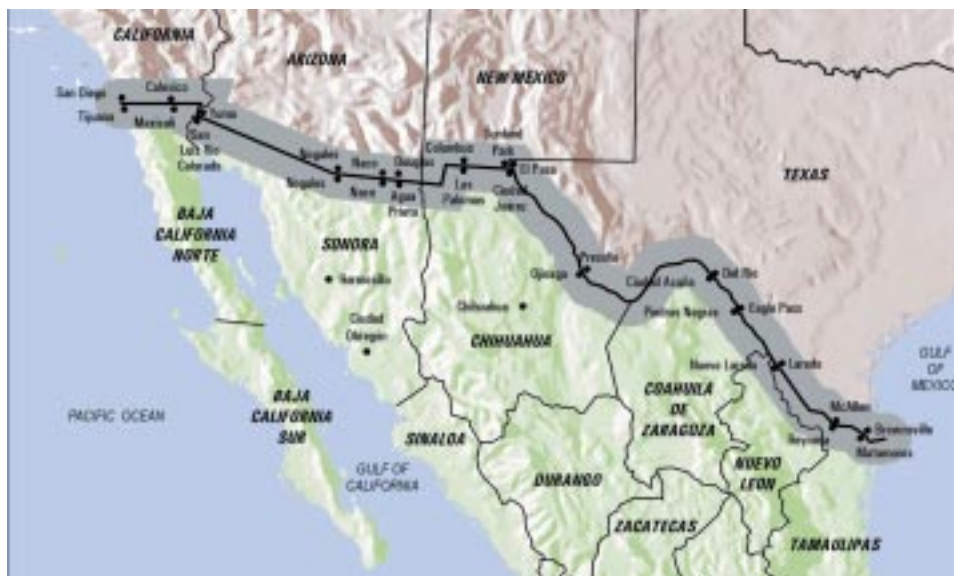 CALIFORNIA
ARIZONA
NEW MEXICO
TEXAS
San Diego
Calexico
Tijuana
Mexicali
Yuma
San
Luis Rio
Colorado
Nogales
Naco
Douglas
Nogales
Naco
Agua
Prieta
Columbus
Las
Palomas
Sunland
Park
El Paso
Ciudad
Juarez
BAJA
CALIFORNIA
NORTE
SONORA
Hermosillo
Ciudad
Obregon
Chihuahua
CHIHUAHUA
Presidio
Ojinaga
Ciudad Acuña
Del Rio
Piedras Negras
Eagle Pass
Nuevo Laredo
Laredo
COAHUILA
DE
ZARAGOZA
McAllen
Reynosa
Brownsville
Matamoros
GULF
OF
MEXICO
PACIFIC OCEAN
BAJA
CALIFORNIA
SUR
GULF OF
CALIFORNIA
SINALOA
DURANGO
NUEVO
LEON
ZACATECAS
TAMAULIPAS